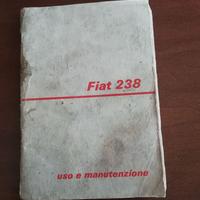 Fiat 238
uso e manutenzione